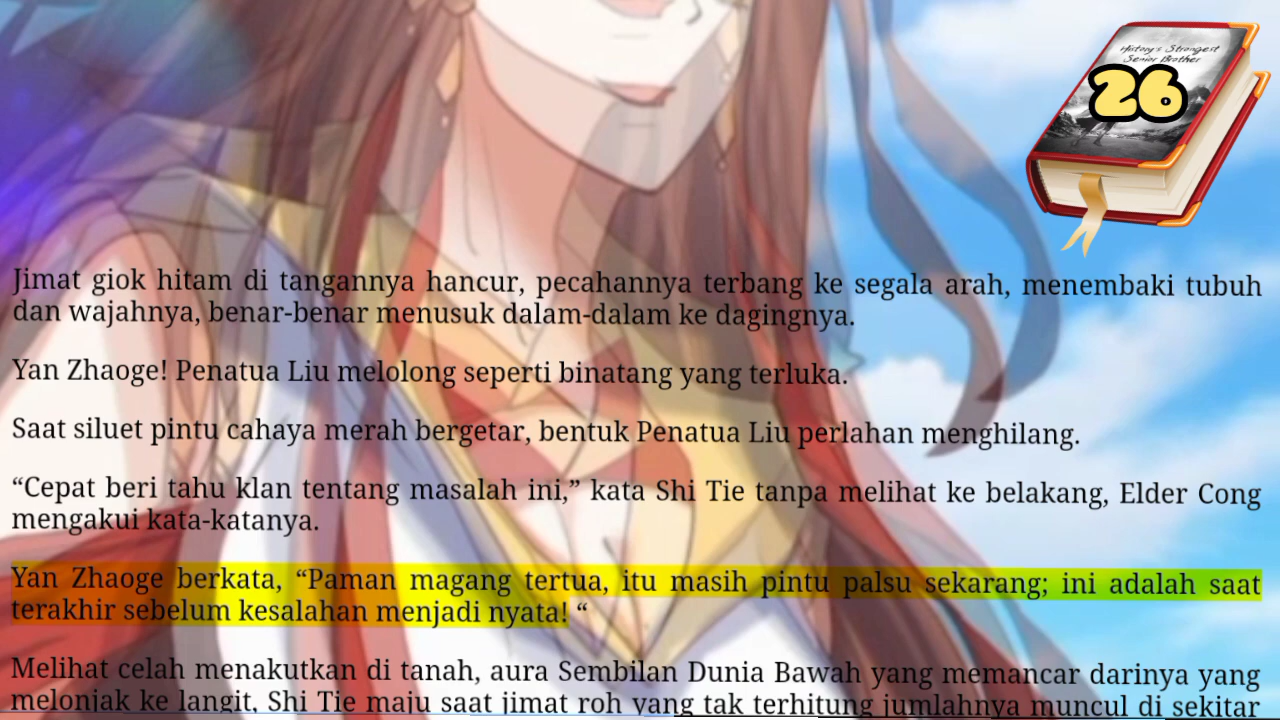 History's Strongest
Senior Brother
26
Jimat giok hitam di tangannya hancur, pecahannya terbang ke segala arah, menembaki tubuh
dan wajahnya, benar-benar menusuk dalam-dalam ke dagingnya.
Yan Zhaoge! Penatua Liu melolong seperti binatang yang terluka.
Saat siluet pintu cahaya merah bergetar, bentuk Penatua Liu perlahan menghilang.
“Cepat beri tahu klan tentang masalah ini,” kata Shi Tie tanpa melihat ke belakang, Elder Cong
mengakui kata-katanya.
Yan Zhaoge berkata, “Paman magang tertua, itu masih pintu palsu sekarang; ini adalah saat
terakhir sebelum kesalahan menjadi nyata! “
Melihat celah menakutkan di tanah, aura Sembilan Dunia Bawah yang memancar darinya yang
melonjak ke langit, Shi Tie maju saat jimat roh yang tak terhitung jumlahnya muncul di sekitar